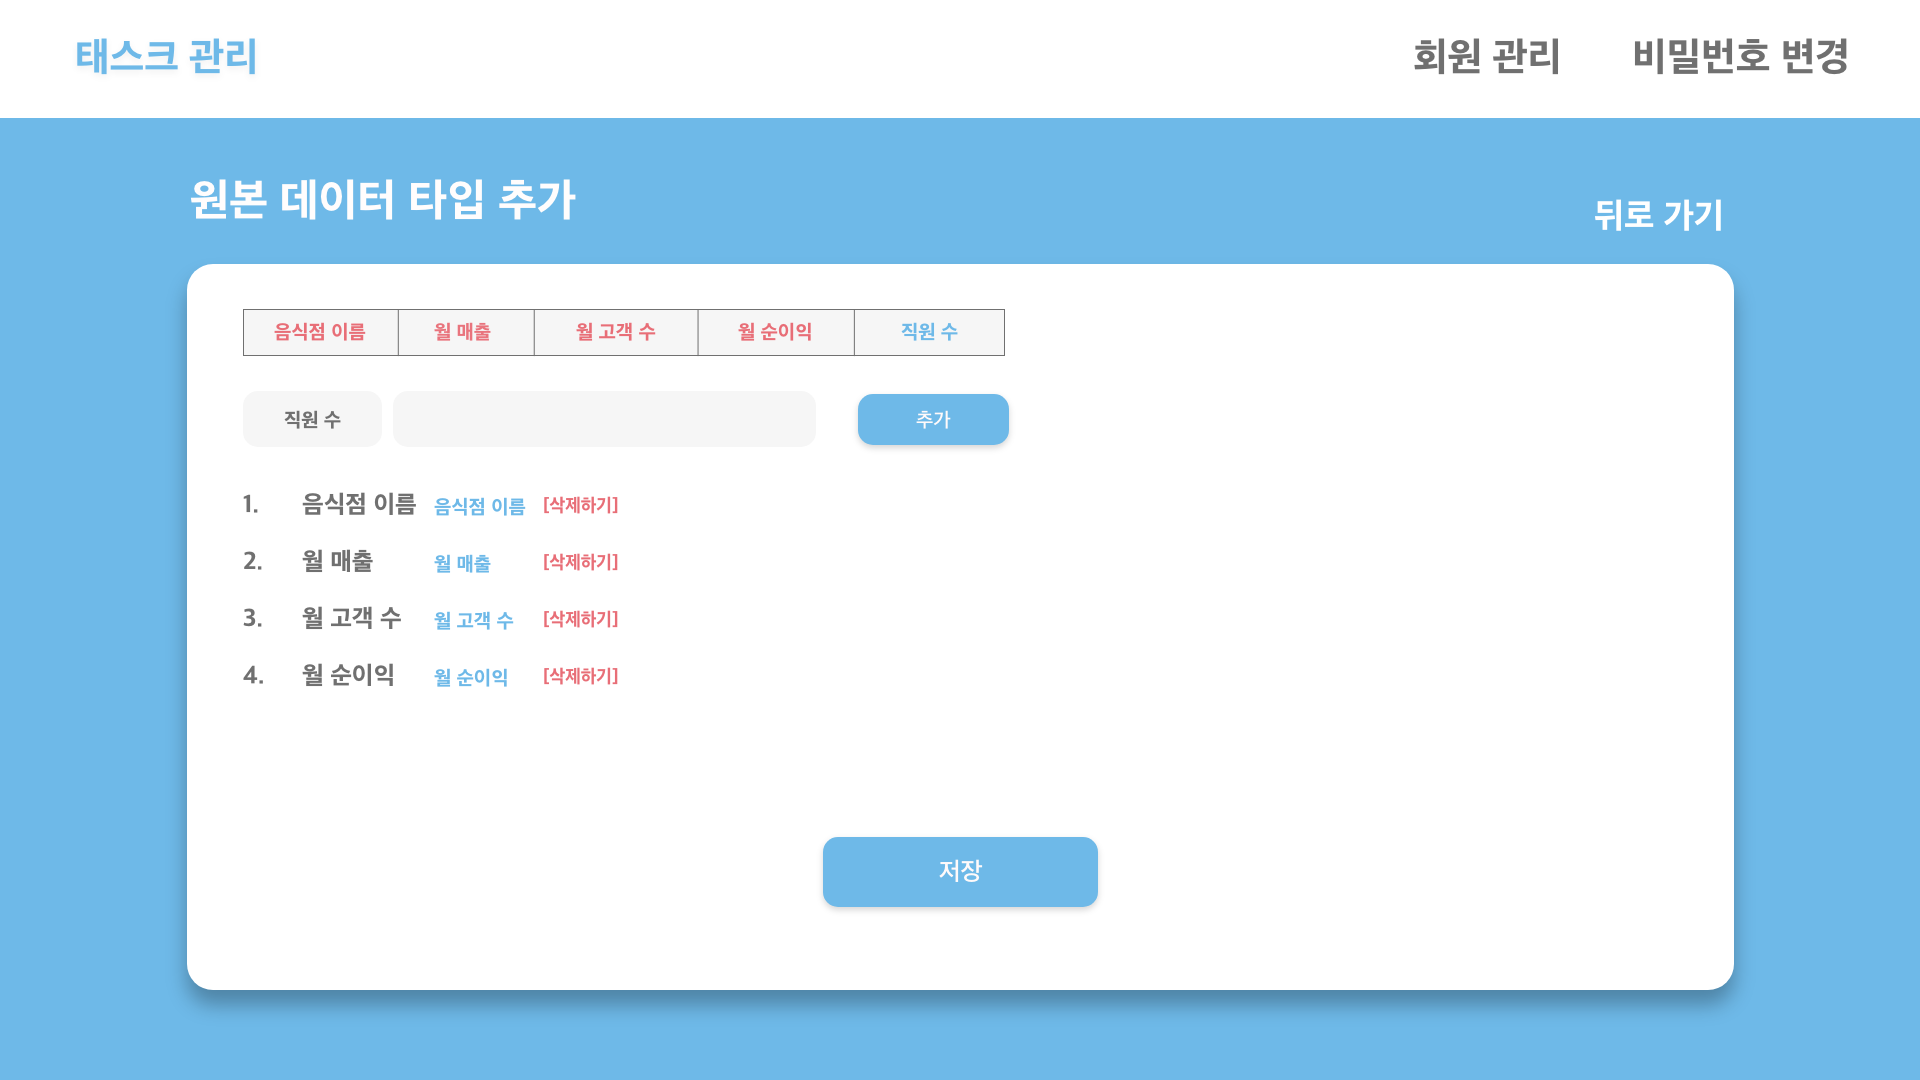 태스크 관리 회원 관리 비밀번호 변경
원본 데이터 타입 추가
뒤로 가기
음식점 이름 월 매출 월 고객 수 월 순이익 직원 수
직원 수 추가
1. 음식점 이름 음식점 이름 [삭제하기]
2. 월 매출 월 매출 [삭제하기]
3. 월 고객 수 월 고객 수 [삭제하기]
4. 월 순이익 월 순이익 [삭제하기]
저장